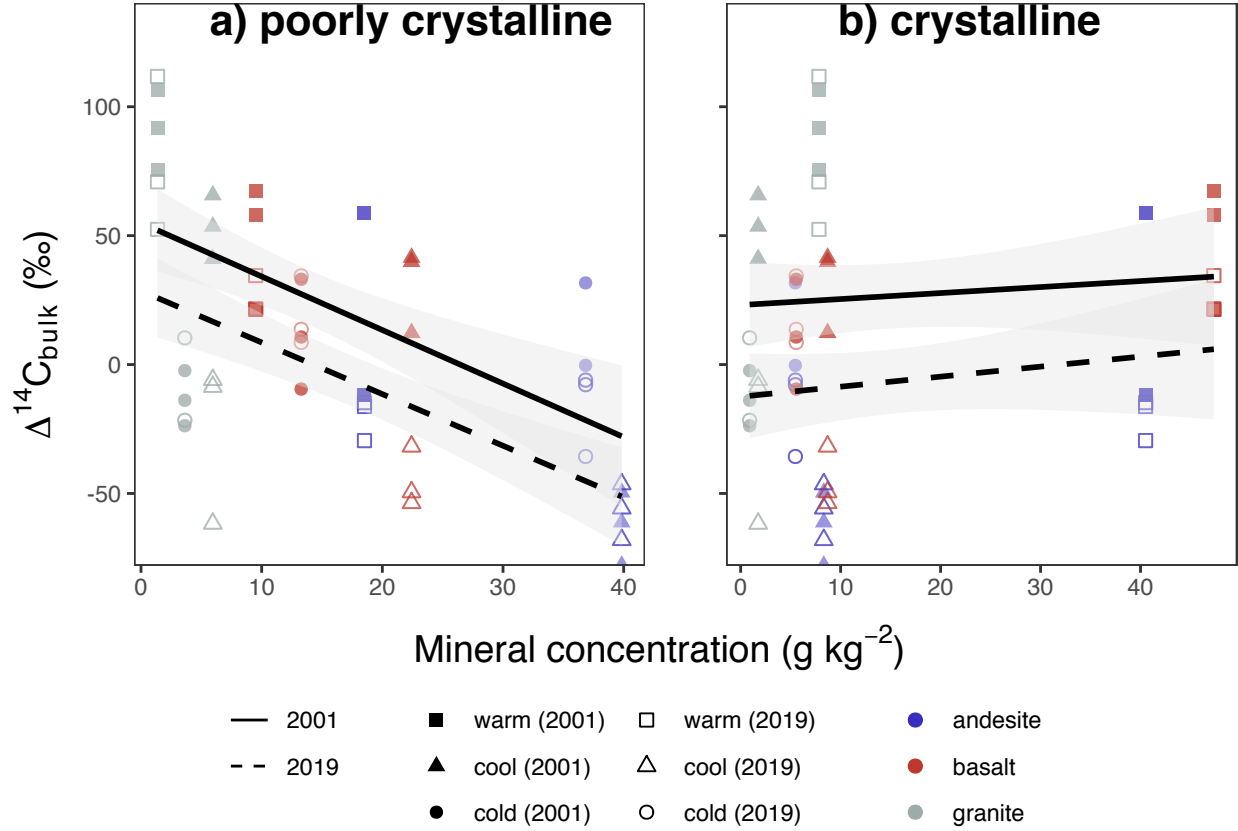 a) poorly crystalline
b) crystalline
100
50
0
-50
Δ¹⁴C_bulk (‰)
0 10 20 30 40
0 10 20 30 40
Mineral concentration (g kg⁻²)
2001 warm (2001) warm (2019) andesite
2019 cool (2001) cool (2019) basalt
cold (2001) cold (2019) granite